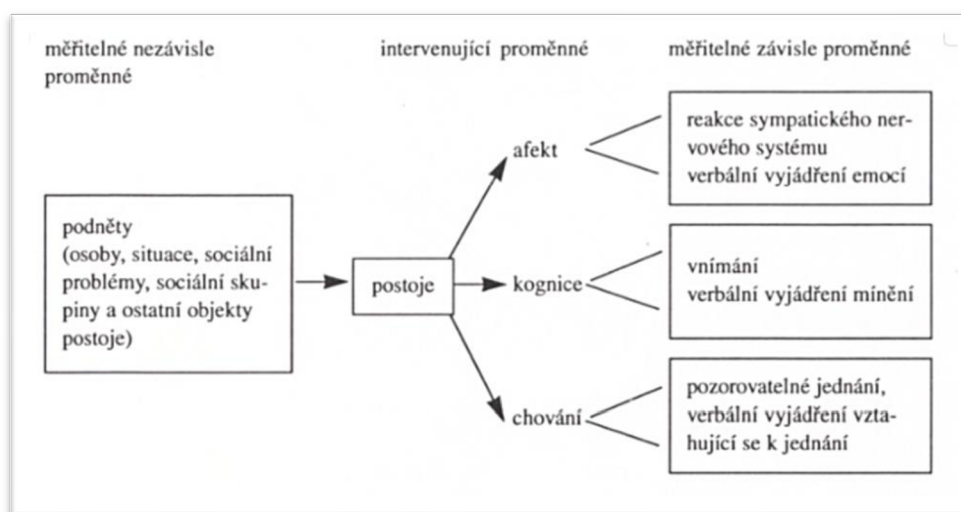 měřitelné nezávisle
proměnné
intervenující proměnné
měřitelné závisle proměnné
podněty
(osoby, situace, sociální
problémy, sociální sku-
piny a ostatní objekty
postoje)
postoje
afekt
kognice
chování
reakce sympatického ner-
vového systému
verbální vyjádření emocí
vnímání
verbální vyjádření mínění
pozorovatelné jednání,
verbální vyjádření vzta-
hující se k jednání